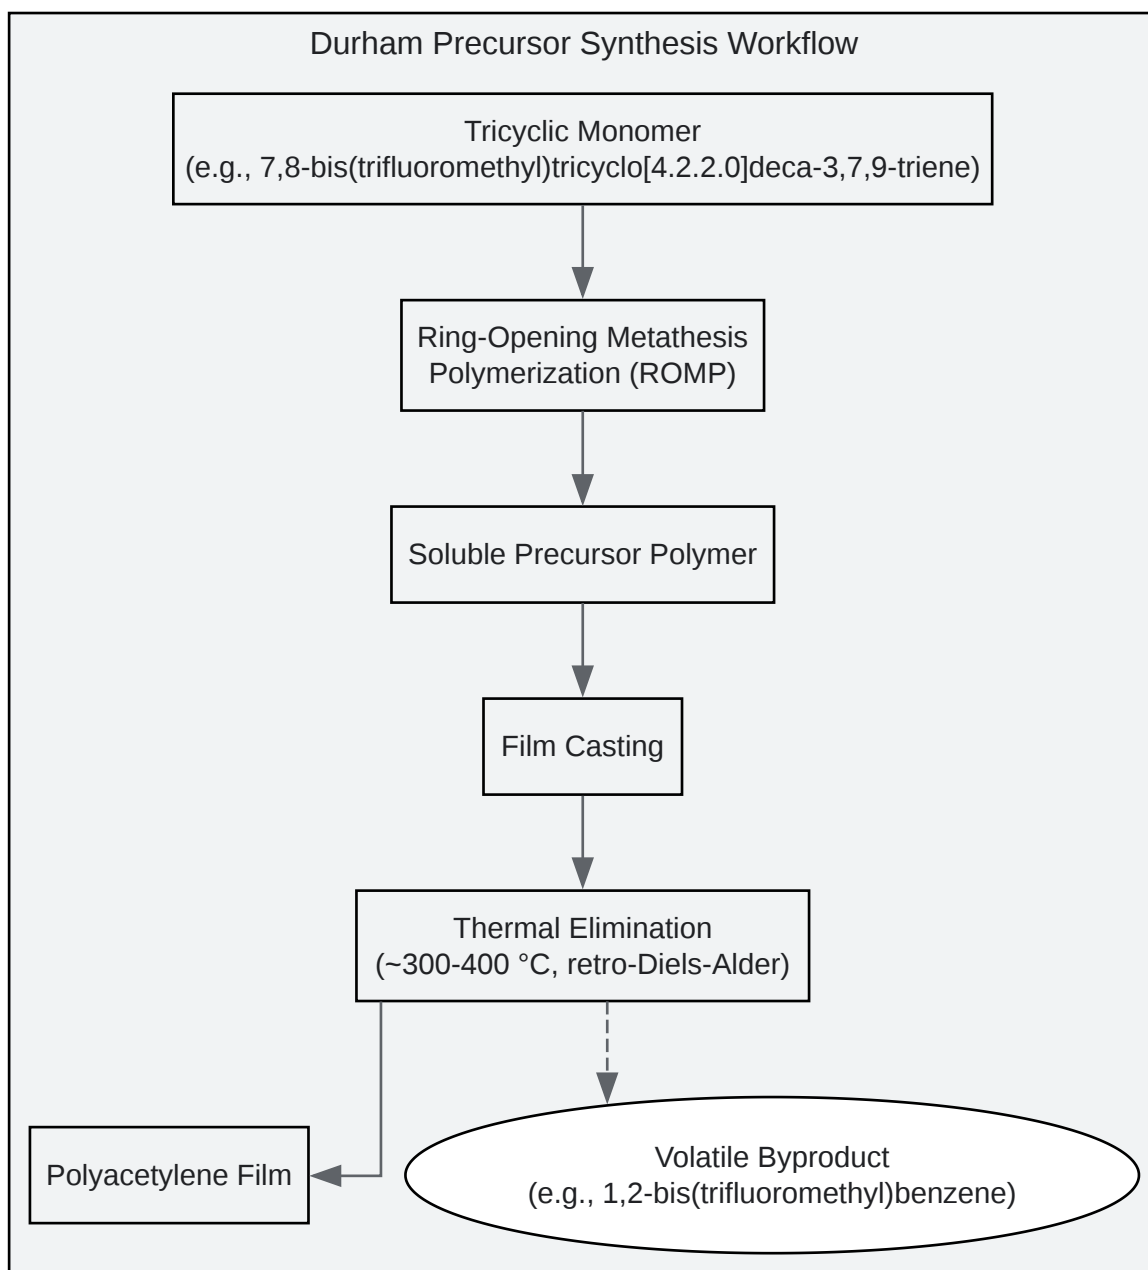 Durham Precursor Synthesis Workflow
Tricyclic Monomer
(e.g., 7,8-bis(trifluoromethyl)tricyclo[4.2.2.0]deca-3,7,9-triene)
Ring-Opening Metathesis
Polymerization (ROMP)
Soluble Precursor Polymer
Film Casting
Thermal Elimination
(~300-400 °C, retro-Diels-Alder)
Polyacetylene Film
Volatile Byproduct
(e.g., 1,2-bis(trifluoromethyl)benzene)